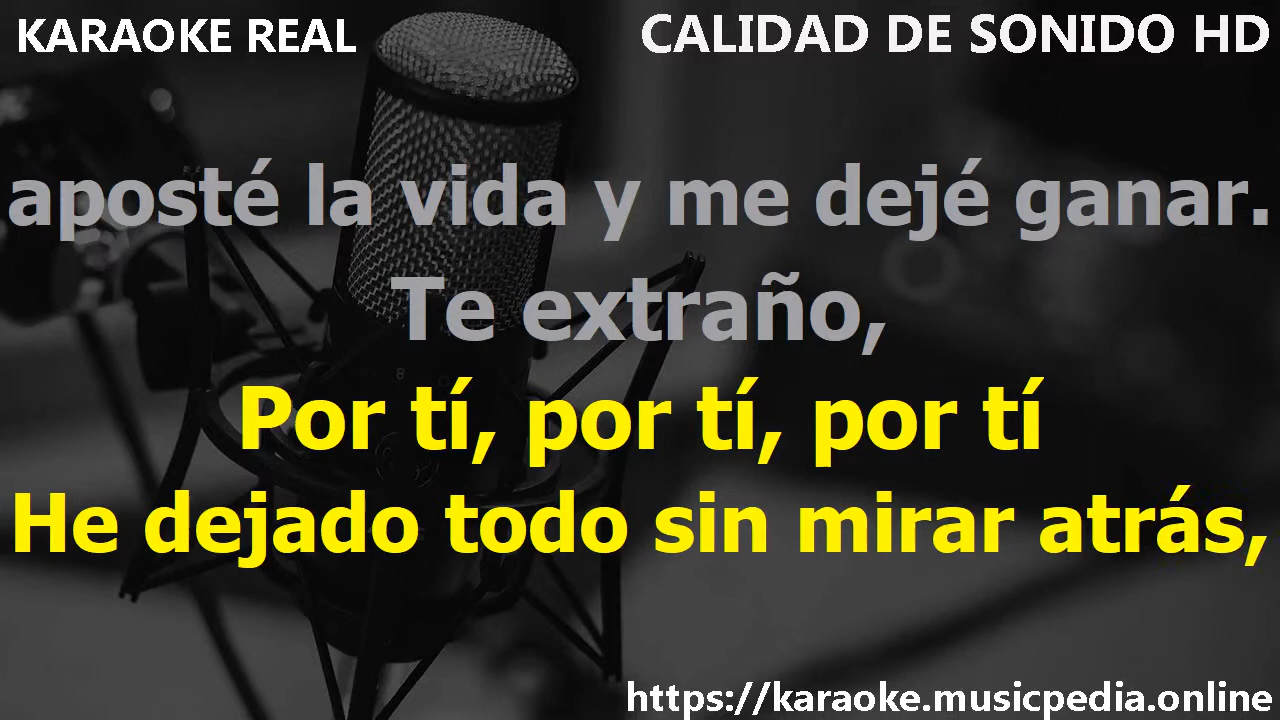 KARAOKE REAL
CALIDAD DE SONIDO HD
aposté la vida y me dejé ganar.
Te extraño,
Por tí, por tí, por tí
He dejado todo sin mirar atrás,
https://karaoke.musicpedia.online